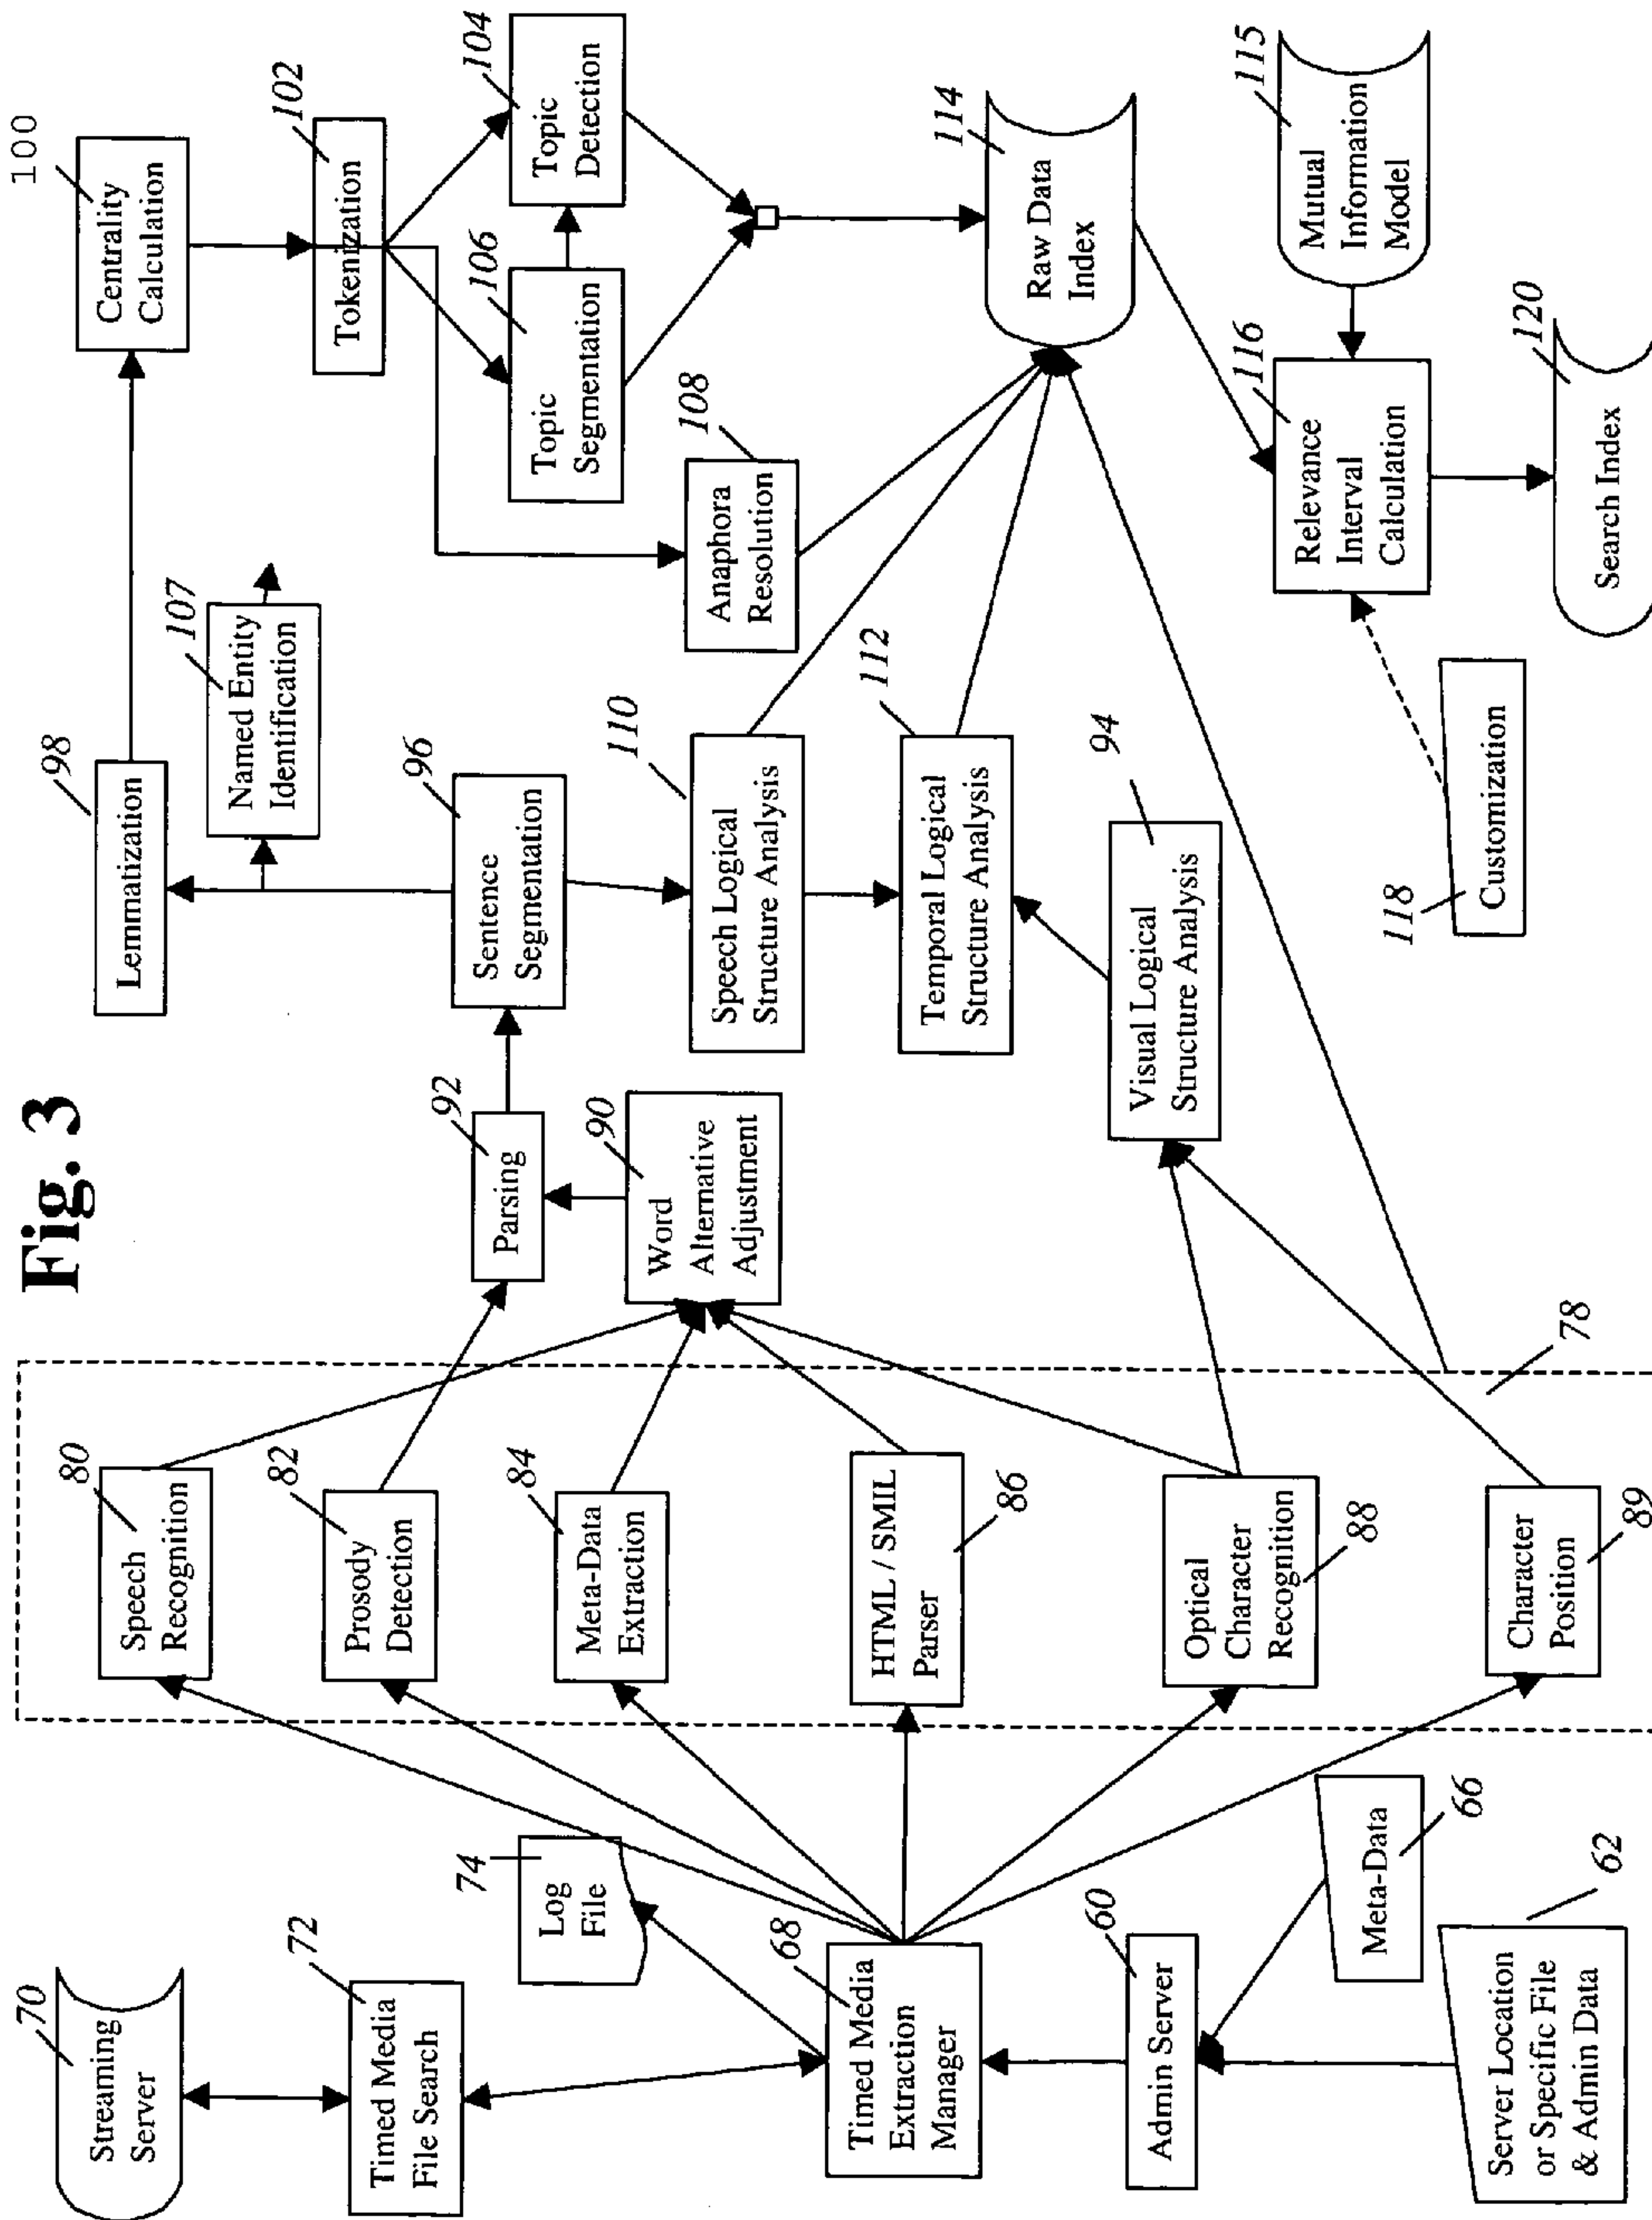 Fig. 3
70
Streaming
Server
72
Timed Media
File Search
74
Log
File
68
Timed Media
Extraction
Manager
60
Admin Server
Meta-Data
66
62
Server Location
or Specific File
& Admin Data
80
Speech
Recognition
82
Prosody
Detection
84
Meta-Data
Extraction
HTML / SMIL
Parser
86
Optical
Character
Recognition
88
Character
Position
89
78
92
Parsing
90
Word
Alternative
Adjustment
98
Lemmatization
107
Named Entity
Identification
96
Sentence
Segmentation
110
Speech Logical
Structure Analysis
112
Temporal Logical
Structure Analysis
94
Visual Logical
Structure Analysis
100
Centrality
Calculation
102
Tokenization
104
Topic
Detection
106
Topic
Segmentation
108
Anaphora
Resolution
114
Raw Data
Index
115
Mutual
Information
Model
116
Relevance
Interval
Calculation
118
Customization
120
Search Index